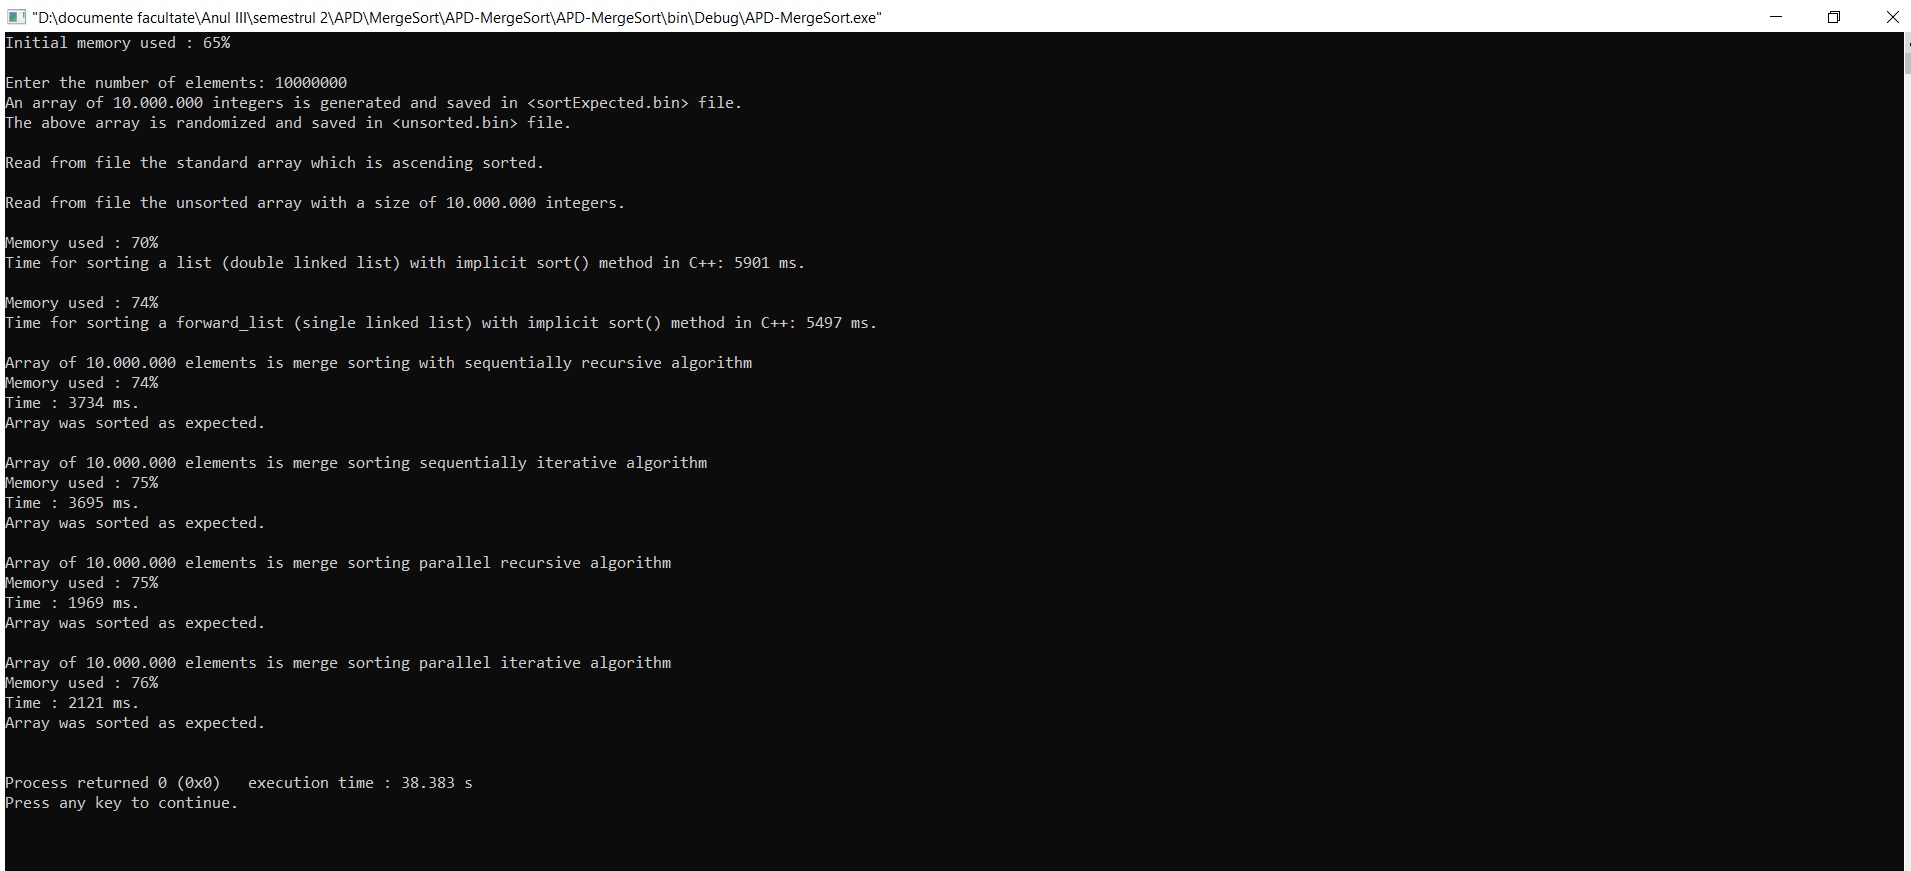 "D:\documente facultate\Anul III\semestrul 2\APD\MergeSort\APD-MergeSort\APD-MergeSort\bin\Debug\APD-MergeSort.exe"
Initial memory used : 65%
Enter the number of elements: 10000000
An array of 10.000.000 integers is generated and saved in <sortExpected.bin> file.
The above array is randomized and saved in <unsorted.bin> file.
Read from file the standard array which is ascending sorted.
Read from file the unsorted array with a size of 10.000.000 integers.
Memory used : 70%
Time for sorting a list (double linked list) with implicit sort() method in C++: 5901 ms.
Memory used : 74%
Time for sorting a forward_list (single linked list) with implicit sort() method in C++: 5497 ms.
Array of 10.000.000 elements is merge sorting with sequentially recursive algorithm
Memory used : 74%
Time : 3734 ms.
Array was sorted as expected.
Array of 10.000.000 elements is merge sorting sequentially iterative algorithm
Memory used : 75%
Time : 3695 ms.
Array was sorted as expected.
Array of 10.000.000 elements is merge sorting parallel recursive algorithm
Memory used : 75%
Time : 1969 ms.
Array was sorted as expected.
Array of 10.000.000 elements is merge sorting parallel iterative algorithm
Memory used : 76%
Time : 2121 ms.
Array was sorted as expected.
Process returned 0 (0x0)   execution time : 38.383 s
Press any key to continue.